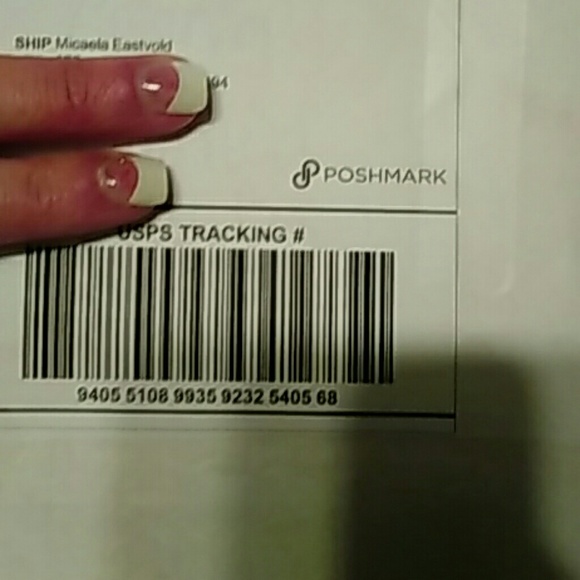 SHIP Micaela Eastvold
94
POSHMARK
USPS TRACKING #
9405 5108 9935 9232 5405 68